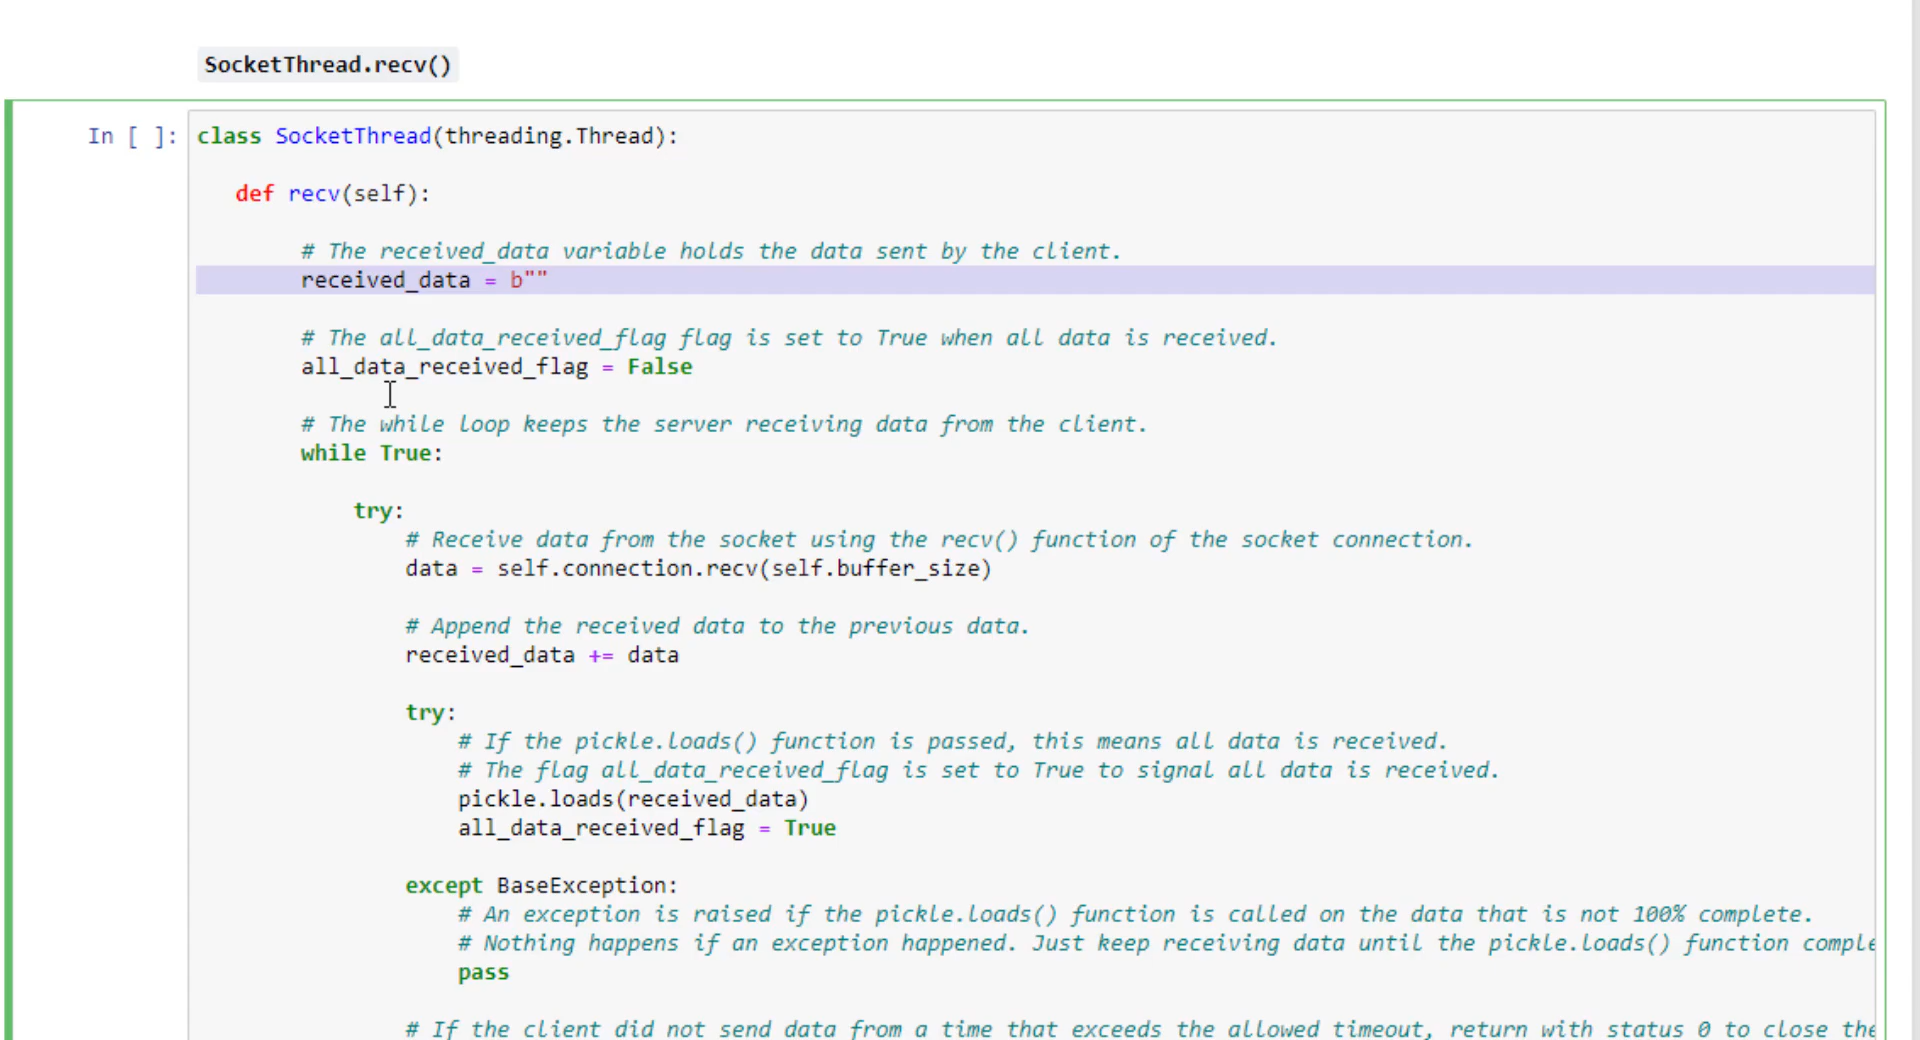 SocketThread.recv()
In [ ]: class SocketThread(threading.Thread):
def recv(self):
# The received_data variable holds the data sent by the client.
received_data = b""
# The all_data_received_flag flag is set to True when all data is received.
all_data_received_flag = False
# The while loop keeps the server receiving data from the client.
while True:
try:
# Receive data from the socket using the recv() function of the socket connection.
data = self.connection.recv(self.buffer_size)
# Append the received data to the previous data.
received_data += data
try:
# If the pickle.loads() function is passed, this means all data is received.
# The flag all_data_received_flag is set to True to signal all data is received.
pickle.loads(received_data)
all_data_received_flag = True
except BaseException:
# An exception is raised if the pickle.loads() function is called on the data that is not 100% complete.
# Nothing happens if an exception happened. Just keep receiving data until the pickle.loads() function comple
pass
# If the client did not send data from a time that exceeds the allowed timeout, return with status 0 to close the